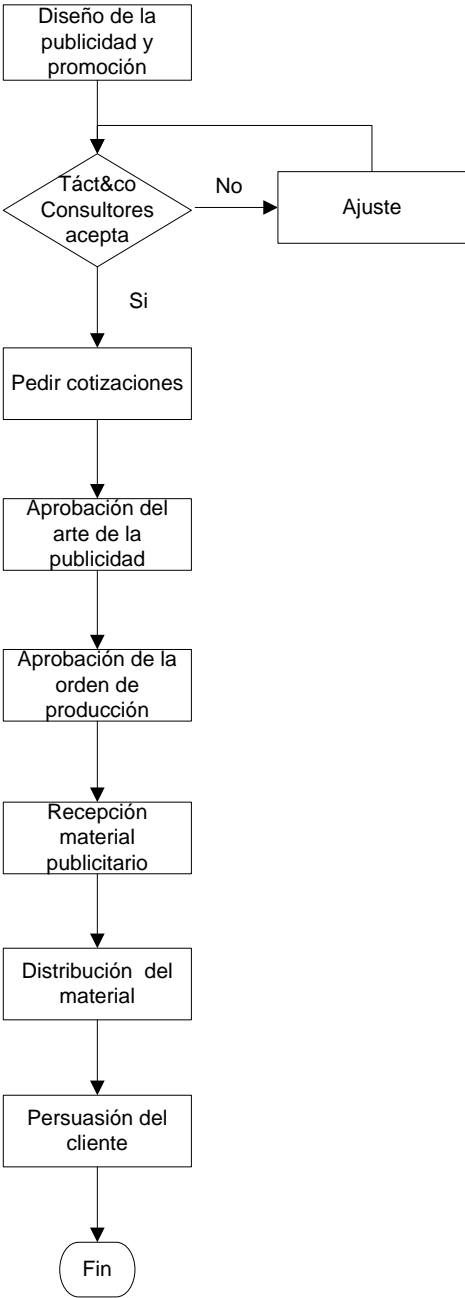 Diseño de la
publicidad y
promoción
Táct&co
Consultores
acepta
No
Ajuste
Si
Pedir cotizaciones
Aprobación del
arte de la
publicidad
Aprobación de la
orden de
producción
Recepción
material
publicitario
Distribución del
material
Persuasión del
cliente
Fin